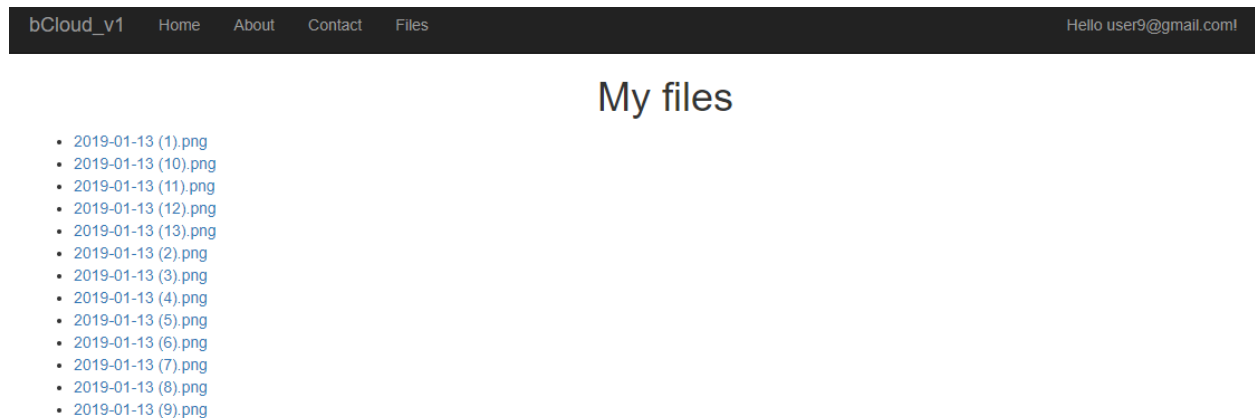 bCloud_v1 Home About Contact Files Hello user9@gmail.com!
My files
2019-01-13 (1).png
2019-01-13 (10).png
2019-01-13 (11).png
2019-01-13 (12).png
2019-01-13 (13).png
2019-01-13 (2).png
2019-01-13 (3).png
2019-01-13 (4).png
2019-01-13 (5).png
2019-01-13 (6).png
2019-01-13 (7).png
2019-01-13 (8).png
2019-01-13 (9).png